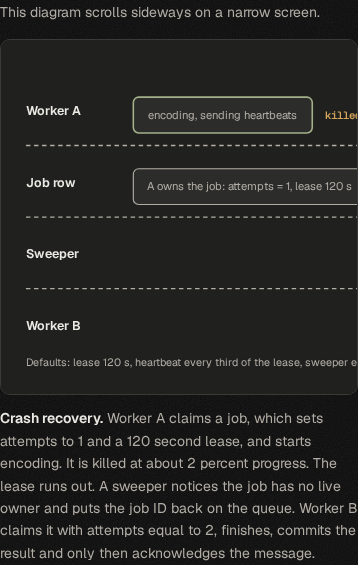 This diagram scrolls sideways on a narrow screen.
Worker A
encoding, sending heartbeats
Job row
A owns the job: attempts = 1, lease 120 s
Sweeper
Worker B
Defaults: lease 120 s, heartbeat every third of the lease, sweeper
Crash recovery. Worker A claims a job, which sets
attempts to 1 and a 120 second lease, and starts
encoding. It is killed at about 2 percent progress. The
lease runs out. A sweeper notices the job has no live
owner and puts the job ID back on the queue. Worker B
claims it with attempts equal to 2, finishes, commits the
result and only then acknowledges the message.